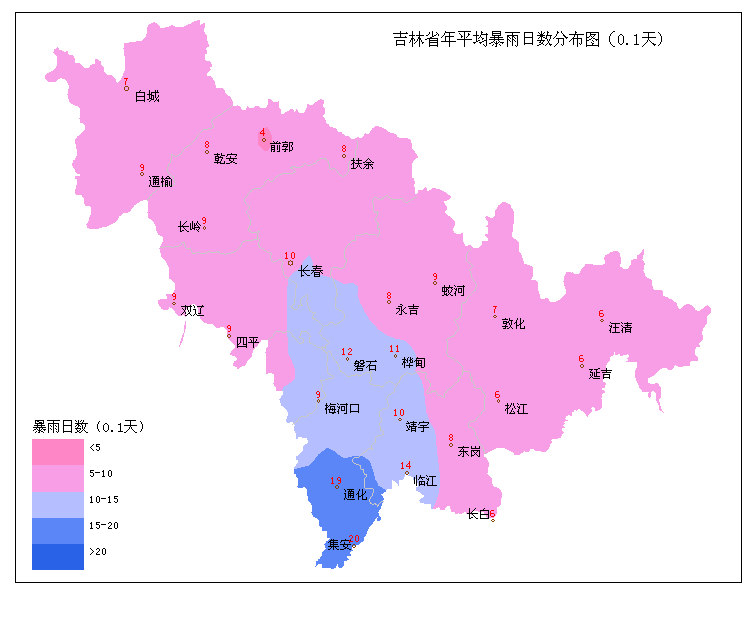 吉林省年平均暴雨日数分布图（0.1天）
7
白城
4
前郭
8
乾安
8
扶余
9
通榆
9
长岭
10
长春
9
蛟河
8
永吉
9
双辽
7
敦化
6
汪清
9
四平
12
磐石
11
桦甸
6
延吉
9
梅河口
6
松江
10
靖宇
8
东岗
14
临江
19
通化
长白
6
集安
20
暴雨日数（0.1天）
<5
5-10
10-15
15-20
>20